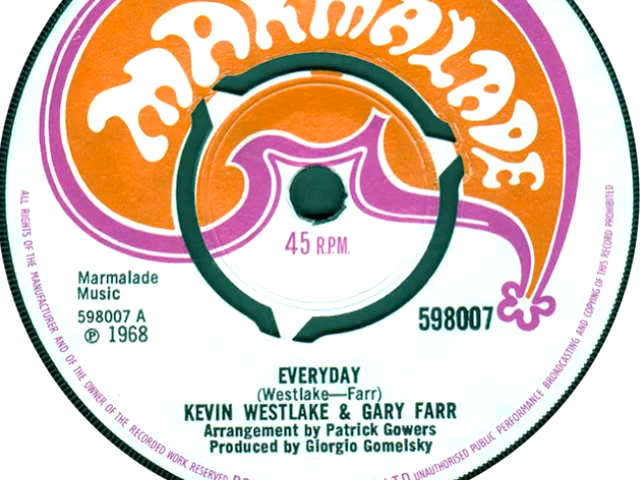 MARMALADE
45 R.P.M.
Marmalade
Music
598007 A
℗ 1968
598007
EVERYDAY
(Westlake—Farr)
KEVIN WESTLAKE & GARY FARR
Arrangement by Patrick Gowers
Produced by Giorgio Gomelsky
ALL RIGHTS OF THE MANUFACTURER AND OF THE OWNER OF THE RECORDED WORK RESERVED
UNAUTHORISED PUBLIC PERFORMANCE BROADCASTING AND COPYING OF THIS RECORD PROHIBITED